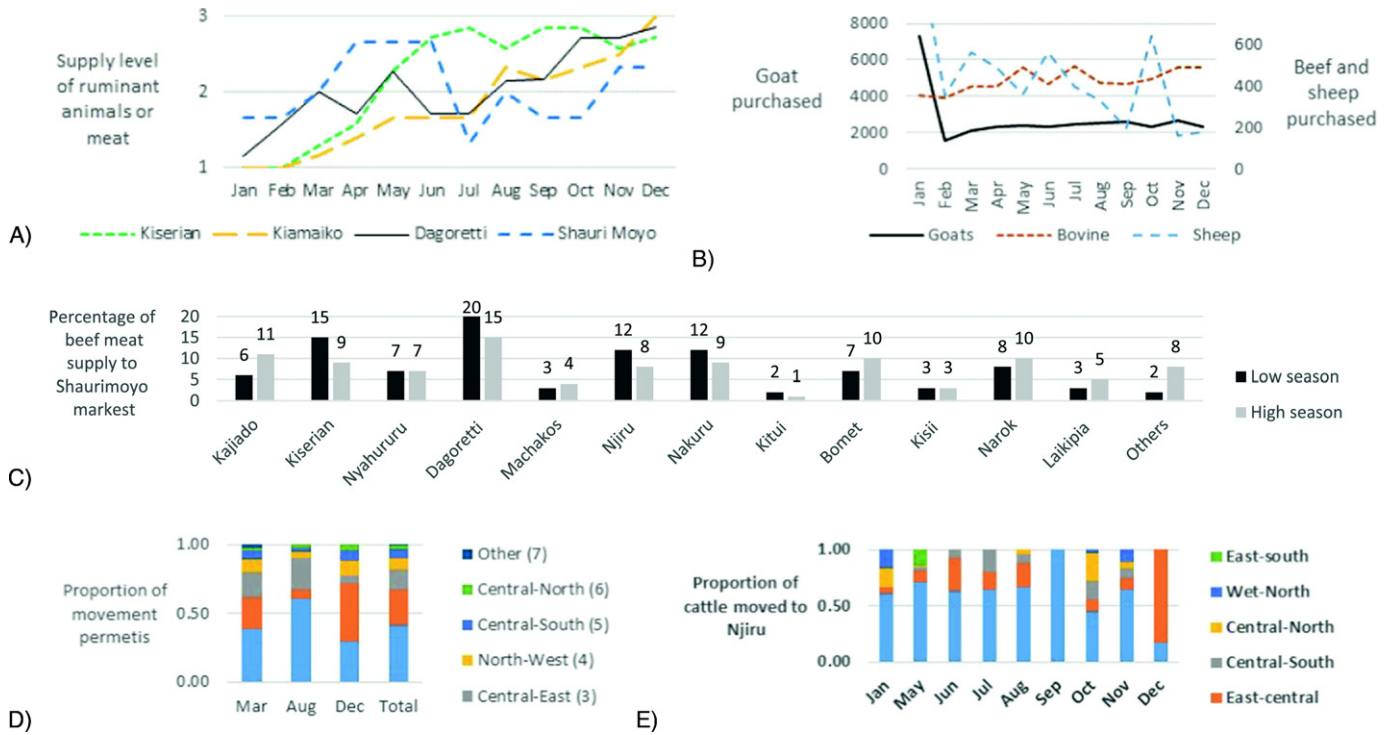 3
2
1
Supply level
of ruminant
animals or
meat
Jan Feb Mar Apr May Jun Jul Aug Sep Oct Nov Dec
A)
Kiserian Kiamaiko Dagoretti Shauri Moyo
8000
6000
4000
2000
0
Goat
purchased
600
400
200
0
Beef and
sheep
purchased
Jan Feb Mar Apr May Jun Jul Aug Sep Oct Nov Dec
Goats Bovine Sheep
B)
Percentage of
beef meat
supply to
Shaurimoyo
markest
20
15
10
5
0
6 11 15 9 7 7 20 15 3 4 12 8 12 9 2 1 7 10 3 3 8 10 3 5 2 8
Kajiado Kiserian Nyahururu Dagoretti Machakos Njiru Nakuru Kitui Bomet Kisii Narok Laikipia Others
Low season
High season
C)
Proportion of
movement
permetis
1.00
0.50
0.00
Mar Aug Dec Total
Other (7)
Central-North (6)
Central-South (5)
North-West (4)
Central-East (3)
D)
Proportion of
cattle moved to
Njiru
1.00
0.50
0.00
Jan May Jun Jul Aug Sep Oct Nov Dec
East-south
Wet-North
Central-North
Central-South
East-central
E)